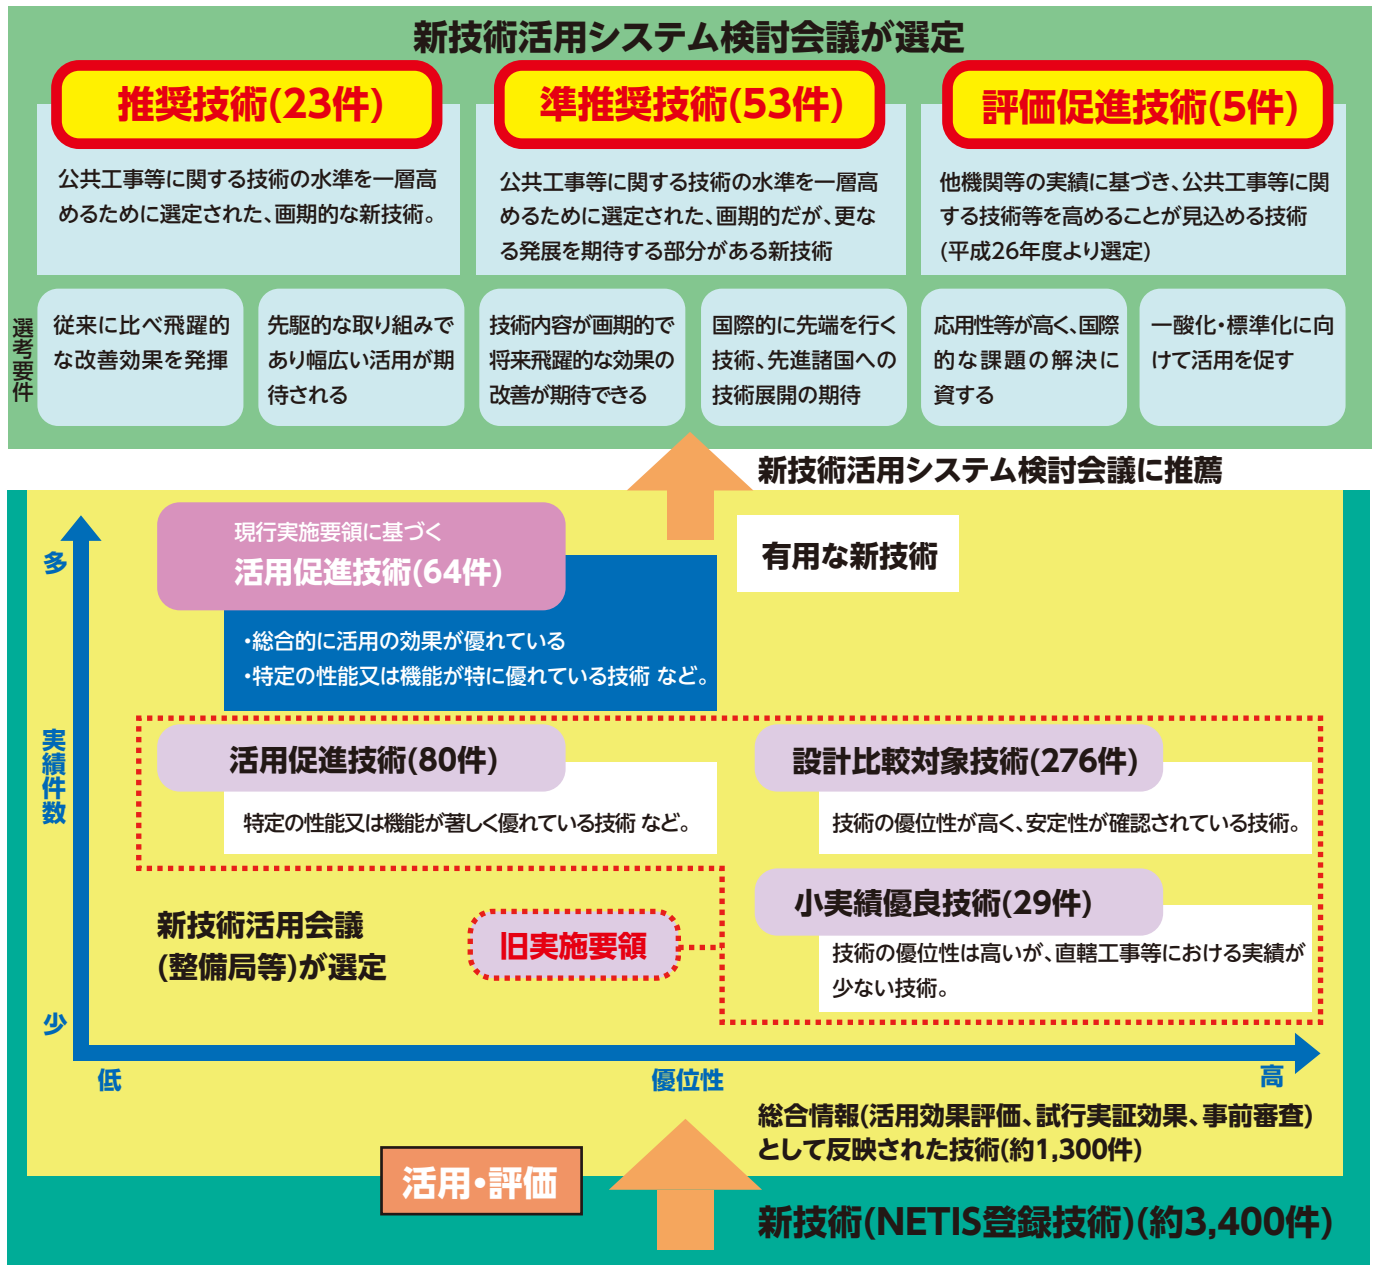 新技術活用システム検討会議が選定
推奨技術(23件)
公共工事等に関する技術の水準を一層高
めるために選定された、画期的な新技術。
準推奨技術(53件)
公共工事等に関する技術の水準を一層高
めるために選定された、画期的だが、更な
る発展を期待する部分がある新技術
評価促進技術(5件)
他機関等の実績に基づき、公共工事等に関
する技術等を高めることが見込める技術
(平成26年度より選定)
選考要件
従来に比べ飛躍的
な改善効果を発揮
先駆的な取り組みで
あり幅広い活用が期
待される
技術内容が画期的で
将来飛躍的な効果の
改善が期待できる
国際的に先端を行く
技術、先進諸国への
技術展開の期待
応用性等が高く、国際
的な課題の解決に
資する
一酸化・標準化に向
けて活用を促す
新技術活用システム検討会議に推薦
有用な新技術
現行実施要領に基づく
活用促進技術(64件)
・総合的に活用の効果が優れている
・特定の性能又は機能が特に優れている技術 など。
多
実績件数
少
活用促進技術(80件)
特定の性能又は機能が著しく優れている技術 など。
設計比較対象技術(276件)
技術の優位性が高く、安定性が確認されている技術。
小実績優良技術(29件)
技術の優位性は高いが、直轄工事等における実績が
少ない技術。
新技術活用会議
(整備局等)が選定
旧実施要領
低
優位性
高
総合情報(活用効果評価、試行実証効果、事前審査)
として反映された技術(約1,300件)
活用・評価
新技術(NETIS登録技術)(約3,400件)